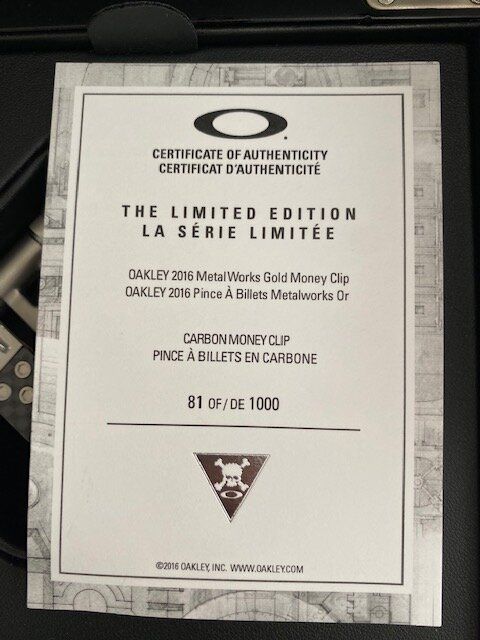 CERTIFICATE OF AUTHENTICITY
CERTIFICAT D'AUTHENTICITÉ
THE LIMITED EDITION
LA SÉRIE LIMITÉE
OAKLEY 2016 MetalWorks Gold Money Clip
OAKLEY 2016 Pince À Billets Metalworks Or
CARBON MONEY CLIP
PINCE À BILLETS EN CARBONE
81 OF/DE 1000
©2016 OAKLEY, INC. WWW.OAKLEY.COM